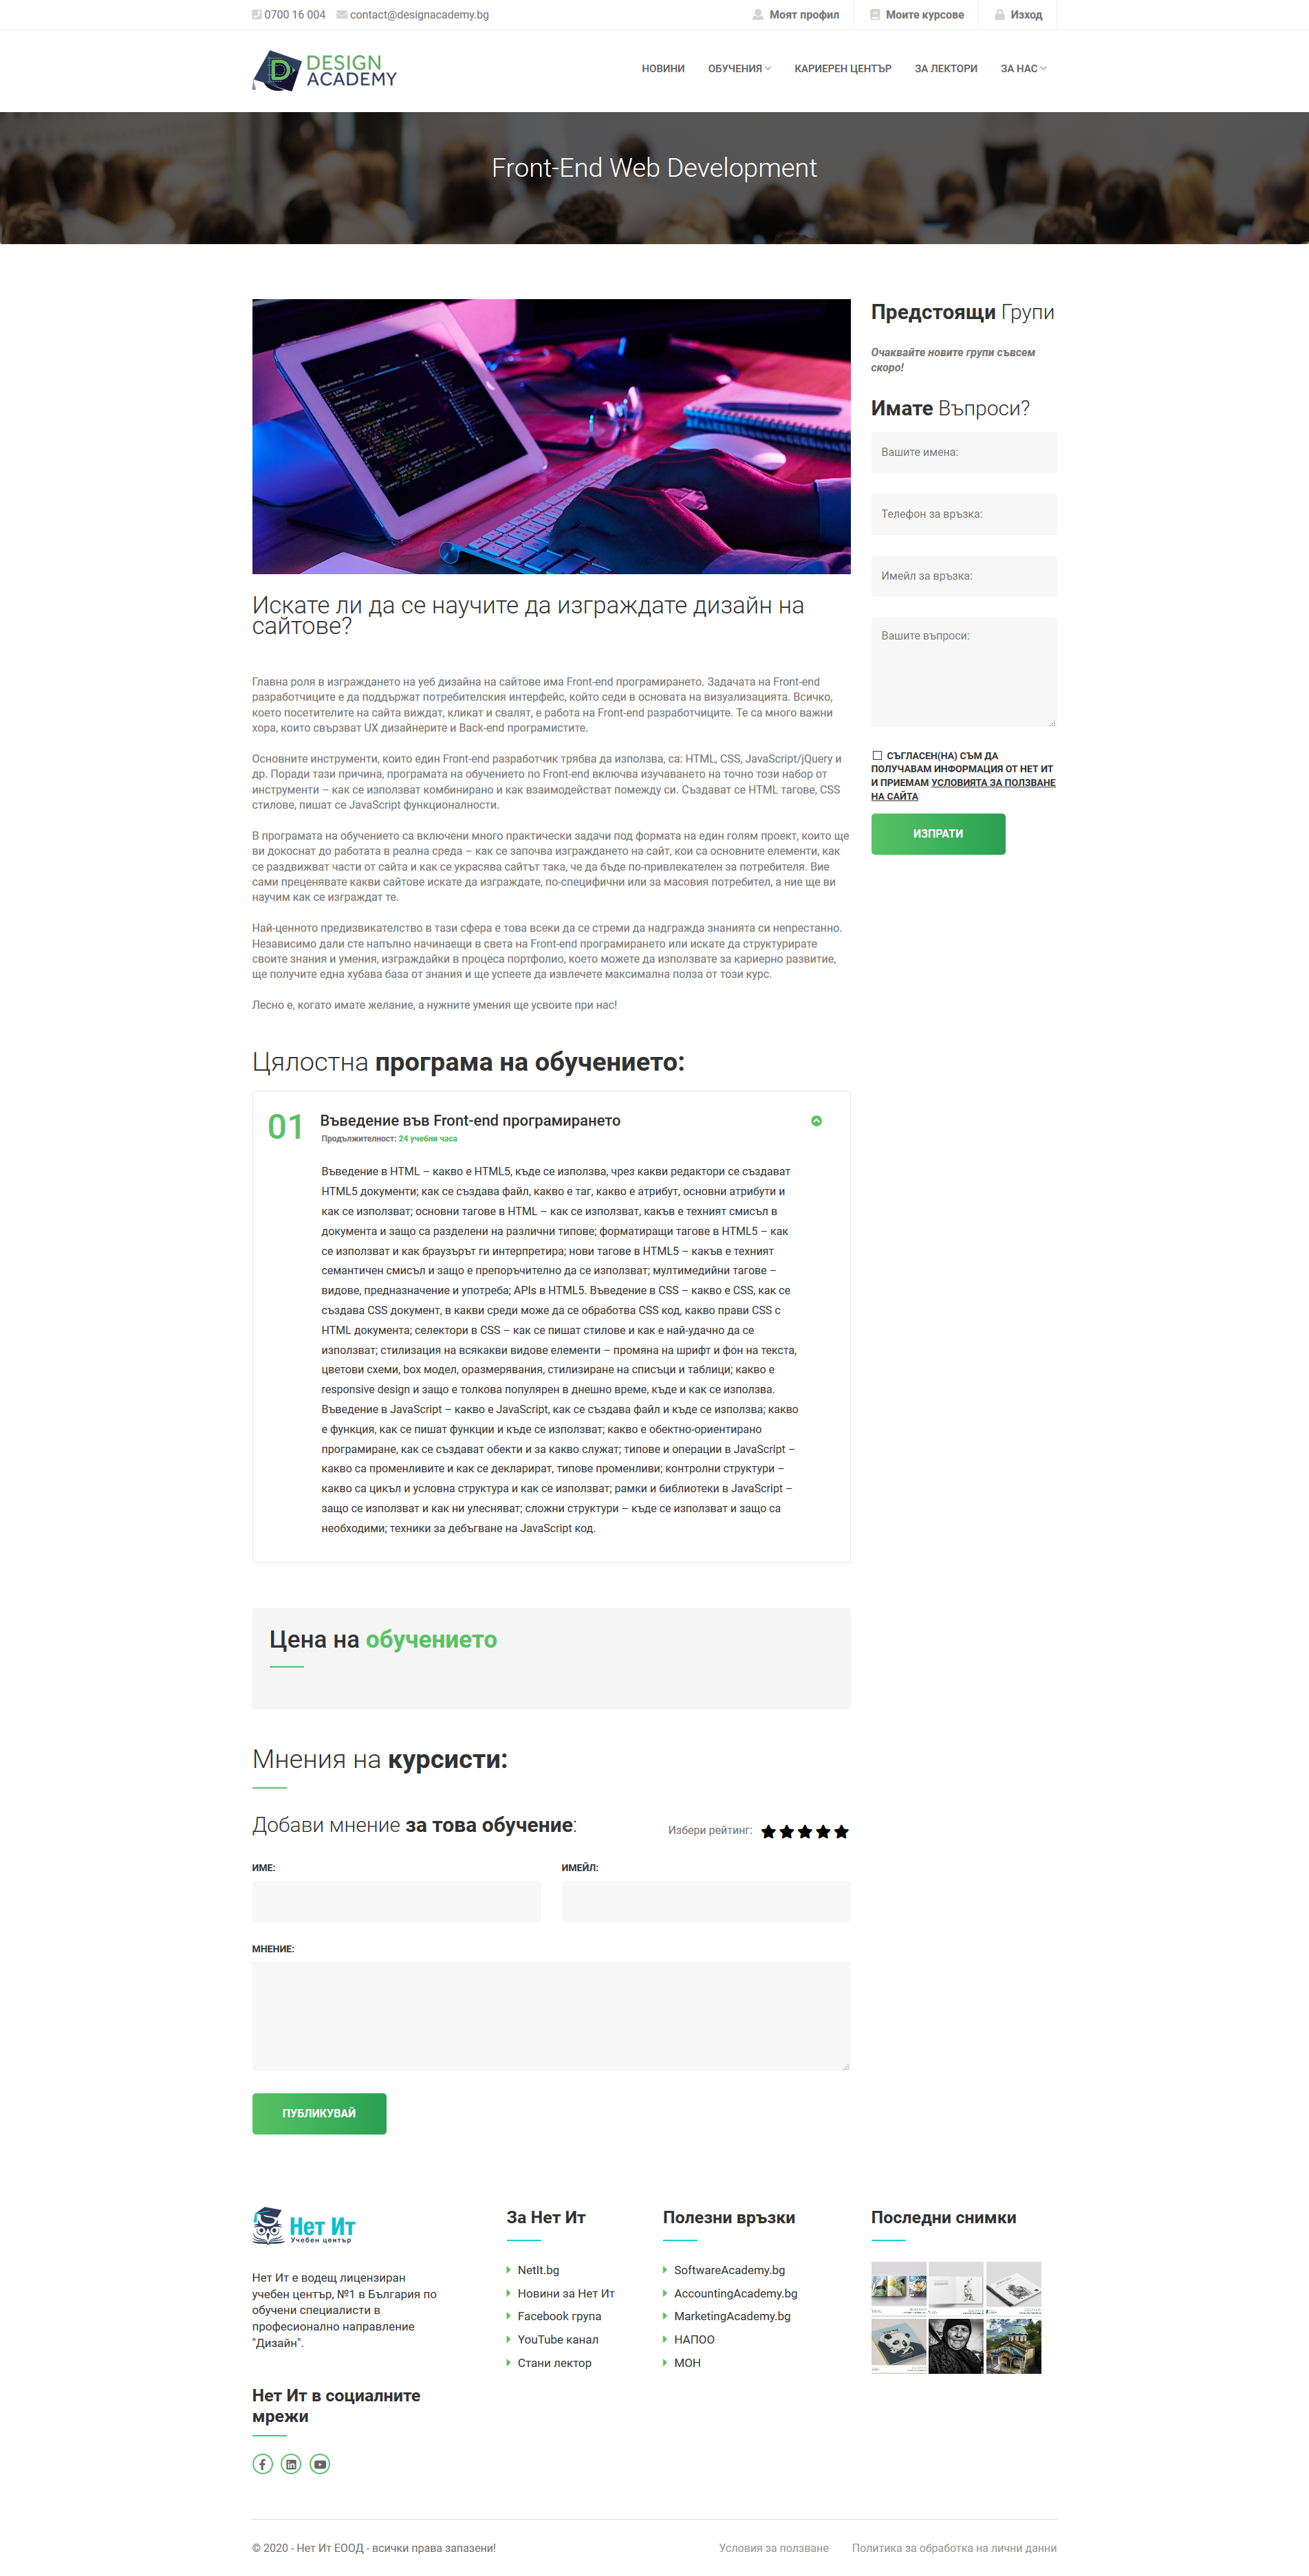 0700 16 004 contact@designacademy.bg Моят профил Моите курсове Изход
DESIGN
ACADEMY
НОВИНИ ОБУЧЕНИЯ КАРИЕРЕН ЦЕНТЪР ЗА ЛЕКТОРИ ЗА НАС
Front-End Web Development
Искате ли да се научите да изграждате дизайн на
сайтове?
Главна роля в изграждането на уеб дизайна на сайтове има Front-end програмирането. Задачата на Front-end
разработчиците е да поддържат потребителския интерфейс, който седи в основата на визуализацията. Всичко,
което посетителите на сайта виждат, кликат и свалят, е работа на Front-end разработчиците. Те са много важни
хора, които свързват UX дизайнерите и Back-end програмистите.
Основните инструменти, които един Front-end разработчик трябва да използва, са: HTML, CSS, JavaScript/jQuery и
др. Поради тази причина, програмата на обучението по Front-end включва изучаването на точно този набор от
инструменти – как се използват комбинирано и как взаимодействат помежду си. Създават се HTML тагове, CSS
стилове, пишат се JavaScript функционалности.
В програмата на обучението са включени много практически задачи под формата на един голям проект, които ще
ви докоснат до работата в реална среда – как се започва изграждането на сайт, кои са основните елементи, как
се раздвижват части от сайта и как се украсява сайтът така, че да бъде по-привлекателен за потребителя. Вие
сами преценявате какви сайтове искате да изграждате, по-специфични или за масовия потребител, а ние ще ви
научим как се изграждат те.
Най-ценното предизвикателство в тази сфера е това всеки да се стреми да надгражда знанията си непрестанно.
Независимо дали сте напълно начинаещи в света на Front-end програмирането или искате да структурирате
своите знания и умения, изграждайки в процеса портфолио, което можете да използвате за кариерно развитие,
ще получите една хубава база от знания и ще успеете да извлечете максимална полза от този курс.
Лесно е, когато имате желание, а нужните умения ще усвоите при нас!
Предстоящи Групи
Очаквайте новите групи съвсем
скоро!
Имате Въпроси?
Вашите имена:
Телефон за връзка:
Имейл за връзка:
Вашите въпроси:
СЪГЛАСЕН(НА) СЪМ ДА
ПОЛУЧАВАМ ИНФОРМАЦИЯ ОТ НЕТ ИТ
И ПРИЕМАМ УСЛОВИЯТА ЗА ПОЛЗВАНЕ
НА САЙТА
ИЗПРАТИ
Цялостна програма на обучението:
01 Въведение във Front-end програмирането
Продължителност: 24 учебни часа
Въведение в HTML – какво е HTML5, къде се използва, чрез какви редактори се създават
HTML5 документи; как се създава файл, какво е таг, какво е атрибут, основни атрибути и
как се използват; основни тагове в HTML – как се използват, какъв е техният смисъл в
документа и защо са разделени на различни типове; форматиращи тагове в HTML5 – как
се използват и как браузърът ги интерпретира; нови тагове в HTML5 – какъв е техният
семантичен смисъл и защо е препоръчително да се използват; мултимедийни тагове –
видове, предназначение и употреба; APIs в HTML5. Въведение в CSS – какво е CSS, как се
създава CSS документ, в какви среди може да се обработва CSS код, какво прави CSS с
HTML документа; селектори в CSS – как се пишат стилове и как е най-удачно да се
използват; стилизация на всякакви видове елементи – промяна на шрифт и фон на текста,
цветови схеми, box модел, оразмерявания, стилизиране на списъци и таблици; какво е
responsive design и защо е толкова популярен в днешно време, къде и как се използва.
Въведение в JavaScript – какво е JavaScript, как се създава файл и къде се използва; какво
е функция, как се пишат функции и къде се използват; какво е обектно-ориентирано
програмиране, как се създават обекти и за какво служат; типове и операции в JavaScript –
какво са променливите и как се декларират, типове променливи; контролни структури –
какво са цикъл и условна структура и как се използват; рамки и библиотеки в JavaScript –
защо се използват и как ни улесняват; сложни структури – къде се използват и защо са
необходими; техники за дебъгване на JavaScript код.
Цена на обучението
Мнения на курсисти:
Добави мнение за това обучение:
Избери рейтинг:
ИМЕ: ИМЕЙЛ:
МНЕНИЕ:
ПУБЛИКУВАЙ
Нет Ит
Учебен център
Нет Ит е водещ лицензиран
учебен център, №1 в България по
обучени специалисти в
професионално направление
"Дизайн".
Нет Ит в социалните
мрежи
За Нет Ит
NetIt.bg
Новини за Нет Ит
Facebook група
YouTube канал
Стани лектор
Полезни връзки
SoftwareAcademy.bg
AccountingAcademy.bg
MarketingAcademy.bg
НАПОО
МОН
Последни снимки
© 2020 - Нет Ит ЕООД - всички права запазени! Условия за ползване Политика за обработка на лични данни